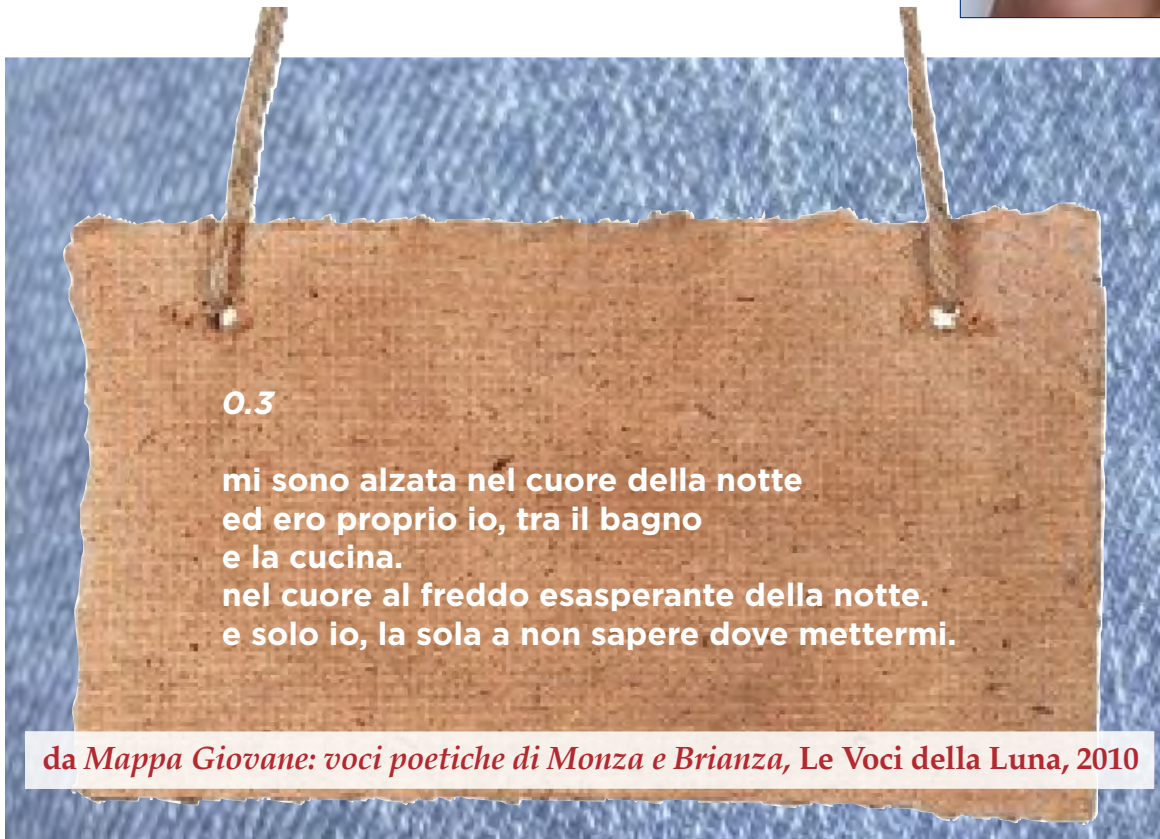 0.3
mi sono alzata nel cuore della notte
ed ero proprio io, tra il bagno
e la cucina.
nel cuore al freddo esasperante della notte.
e solo io, la sola a non sapere dove mettermi.
da Mappa Giovane: voci poetiche di Monza e Brianza, Le Voci della Luna, 2010